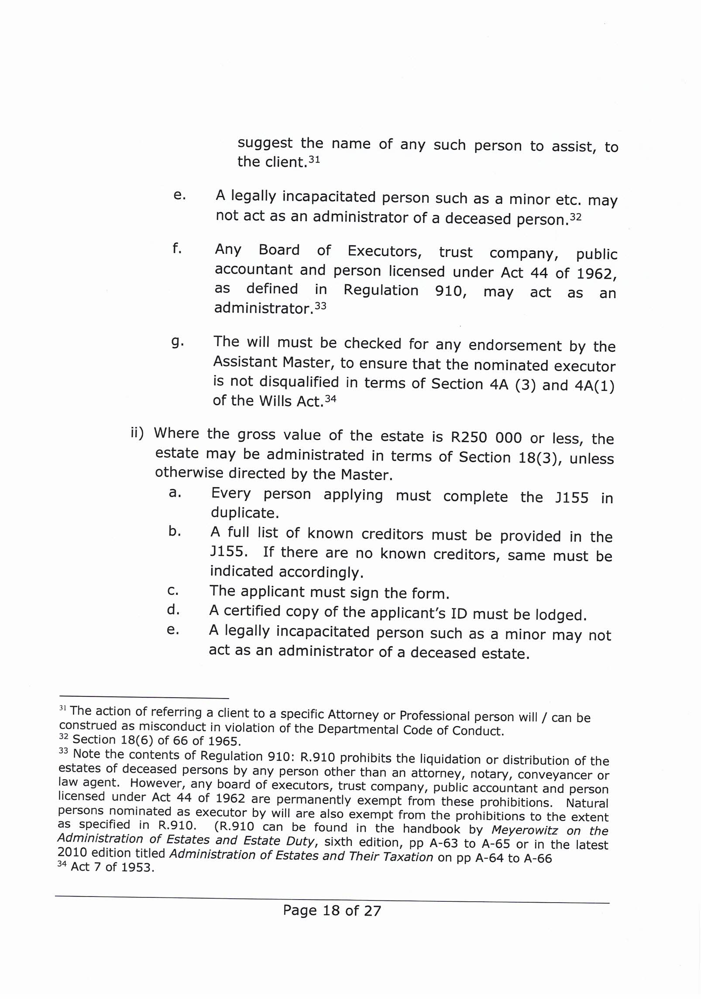 suggest the name of any such person to assist, to
the client.³¹
e. A legally incapacitated person such as a minor etc. may
not act as an administrator of a deceased person.³²
f. Any Board of Executors, trust company, public
accountant and person licensed under Act 44 of 1962,
as defined in Regulation 910, may act as an
administrator.³³
g. The will must be checked for any endorsement by the
Assistant Master, to ensure that the nominated executor
is not disqualified in terms of Section 4A (3) and 4A(1)
of the Wills Act.³⁴
ii) Where the gross value of the estate is R250 000 or less, the
estate may be administrated in terms of Section 18(3), unless
otherwise directed by the Master.
a. Every person applying must complete the J155 in
duplicate.
b. A full list of known creditors must be provided in the
J155. If there are no known creditors, same must be
indicated accordingly.
c. The applicant must sign the form.
d. A certified copy of the applicant’s ID must be lodged.
e. A legally incapacitated person such as a minor may not
act as an administrator of a deceased estate.
³¹ The action of referring a client to a specific Attorney or Professional person will / can be
construed as misconduct in violation of the Departmental Code of Conduct.
³² Section 18(6) of 66 of 1965.
³³ Note the contents of Regulation 910: R.910 prohibits the liquidation or distribution of the
estates of deceased persons by any person other than an attorney, notary, conveyancer or
law agent. However, any board of executors, trust company, public accountant and person
licensed under Act 44 of 1962 are permanently exempt from these prohibitions. Natural
persons nominated as executor by will are also exempt from the prohibitions to the extent
as specified in R.910. (R.910 can be found in the handbook by Meyerowitz on the
Administration of Estates and Estate Duty, sixth edition, pp A-63 to A-65 or in the latest
2010 edition titled Administration of Estates and Their Taxation on pp A-64 to A-66
³⁴ Act 7 of 1953.
Page 18 of 27